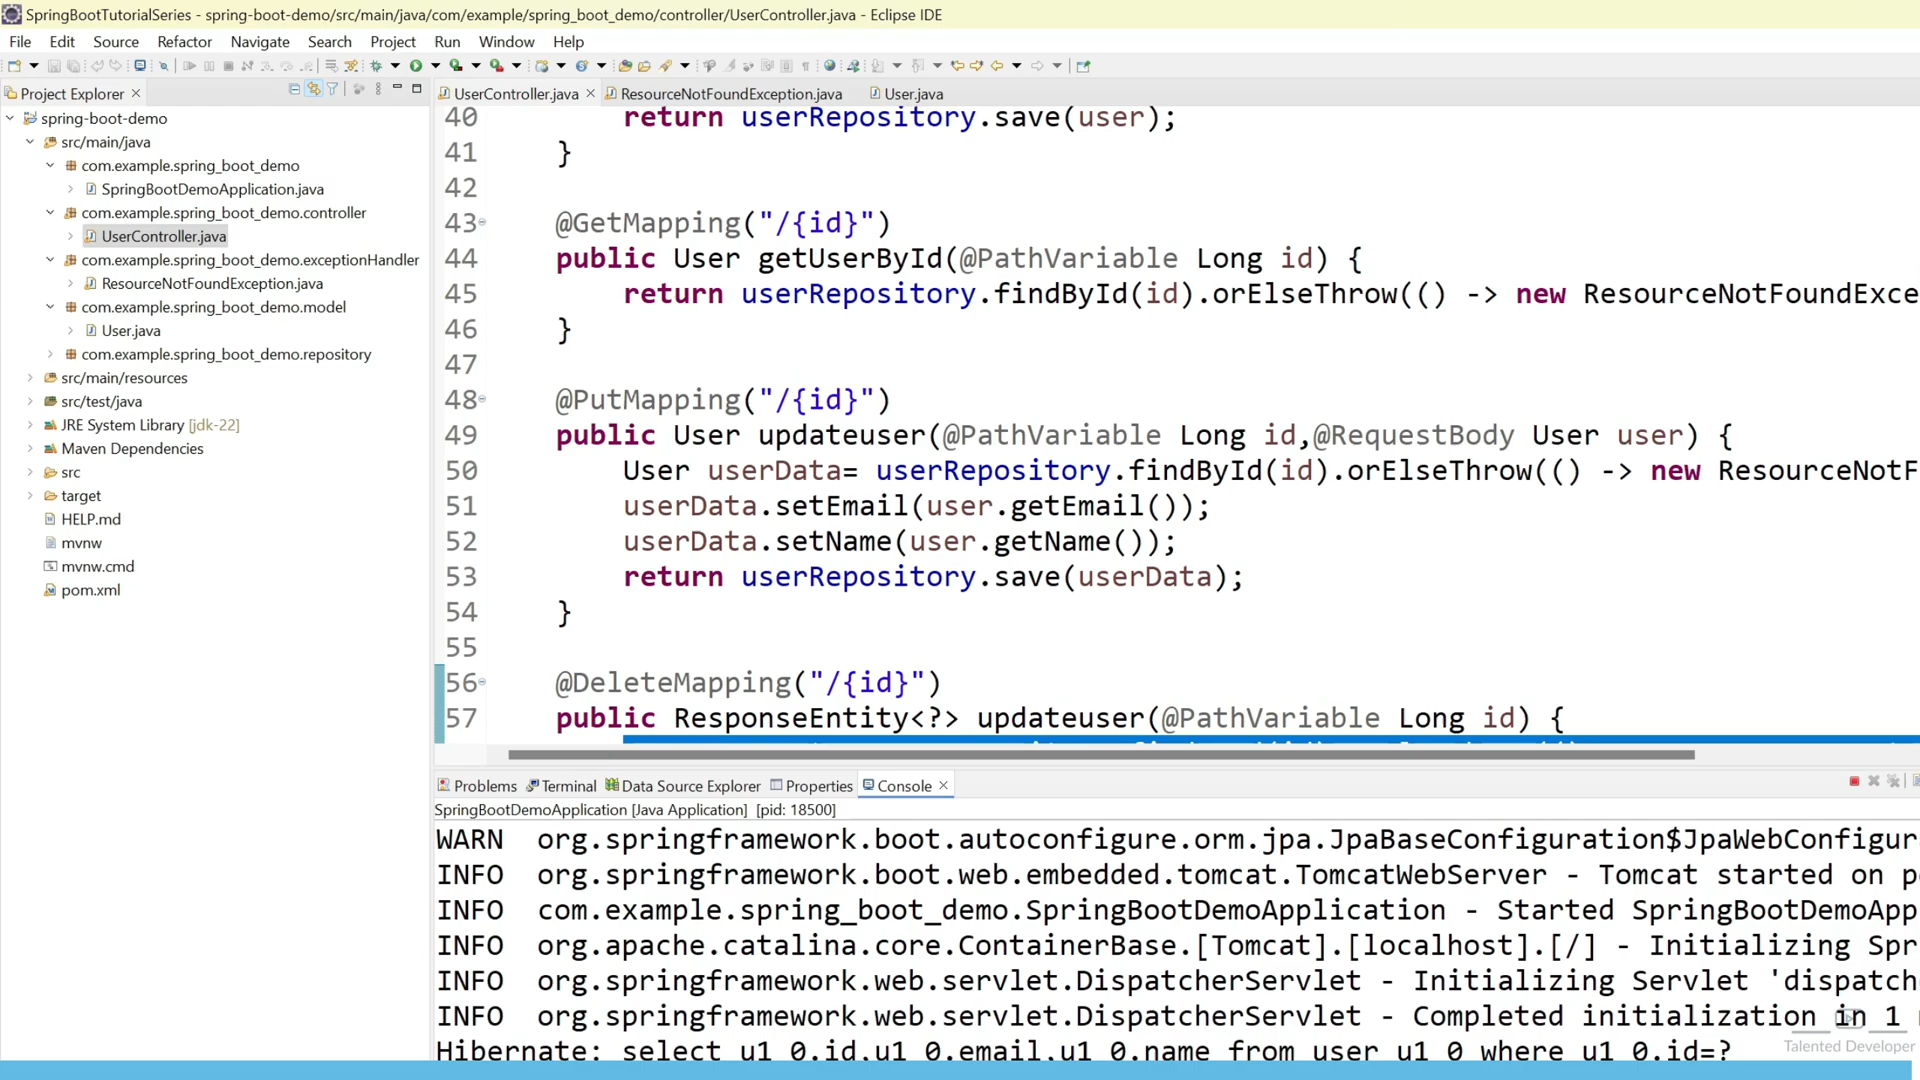 SpringBootTutorialSeries - spring-boot-demo/src/main/java/com/example/spring_boot_demo/controller/UserController.java - Eclipse IDE
File Edit Source Refactor Navigate Search Project Run Window Help
Project Explorer
spring-boot-demo
src/main/java
com.example.spring_boot_demo
SpringBootDemoApplication.java
com.example.spring_boot_demo.controller
UserController.java
com.example.spring_boot_demo.exceptionHandler
ResourceNotFoundException.java
com.example.spring_boot_demo.model
User.java
com.example.spring_boot_demo.repository
src/main/resources
src/test/java
JRE System Library [jdk-22]
Maven Dependencies
src
target
HELP.md
mvnw
mvnw.cmd
pom.xml
UserController.java ResourceNotFoundException.java User.java
40 return userRepository.save(user);
41 }
42
43 @GetMapping("/{id}")
44 public User getUserById(@PathVariable Long id) {
45 return userRepository.findById(id).orElseThrow(() -> new ResourceNotFoundExce
46 }
47
48 @PutMapping("/{id}")
49 public User updateuser(@PathVariable Long id,@RequestBody User user) {
50 User userData= userRepository.findById(id).orElseThrow(() -> new ResourceNotF
51 userData.setEmail(user.getEmail());
52 userData.setName(user.getName());
53 return userRepository.save(userData);
54 }
55
56 @DeleteMapping("/{id}")
57 public ResponseEntity<?> updateuser(@PathVariable Long id) {
Problems Terminal Data Source Explorer Properties Console
SpringBootDemoApplication [Java Application] [pid: 18500]
WARN org.springframework.boot.autoconfigure.orm.jpa.JpaBaseConfiguration$JpaWebConfigur
INFO org.springframework.boot.web.embedded.tomcat.TomcatWebServer - Tomcat started on p
INFO com.example.spring_boot_demo.SpringBootDemoApplication - Started SpringBootDemoApp
INFO org.apache.catalina.core.ContainerBase.[Tomcat].[localhost].[/] - Initializing Spr
INFO org.springframework.web.servlet.DispatcherServlet - Initializing Servlet 'dispatch
INFO org.springframework.web.servlet.DispatcherServlet - Completed initialization in 1
Hibernate: select u1_0.id,u1_0.email,u1_0.name from user u1_0 where u1_0.id=?
Talented Developer